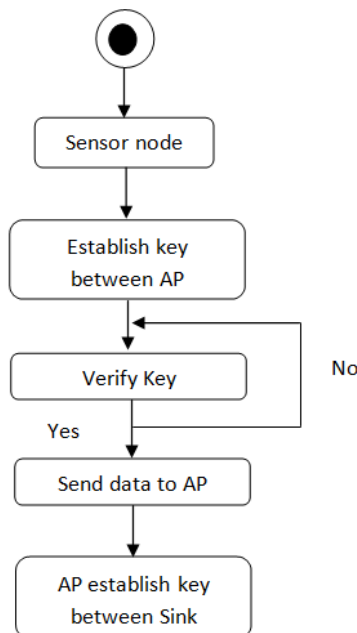 Sensor node
Establish key
between AP
Verify Key
No
Yes
Send data to AP
AP establish key
between Sink